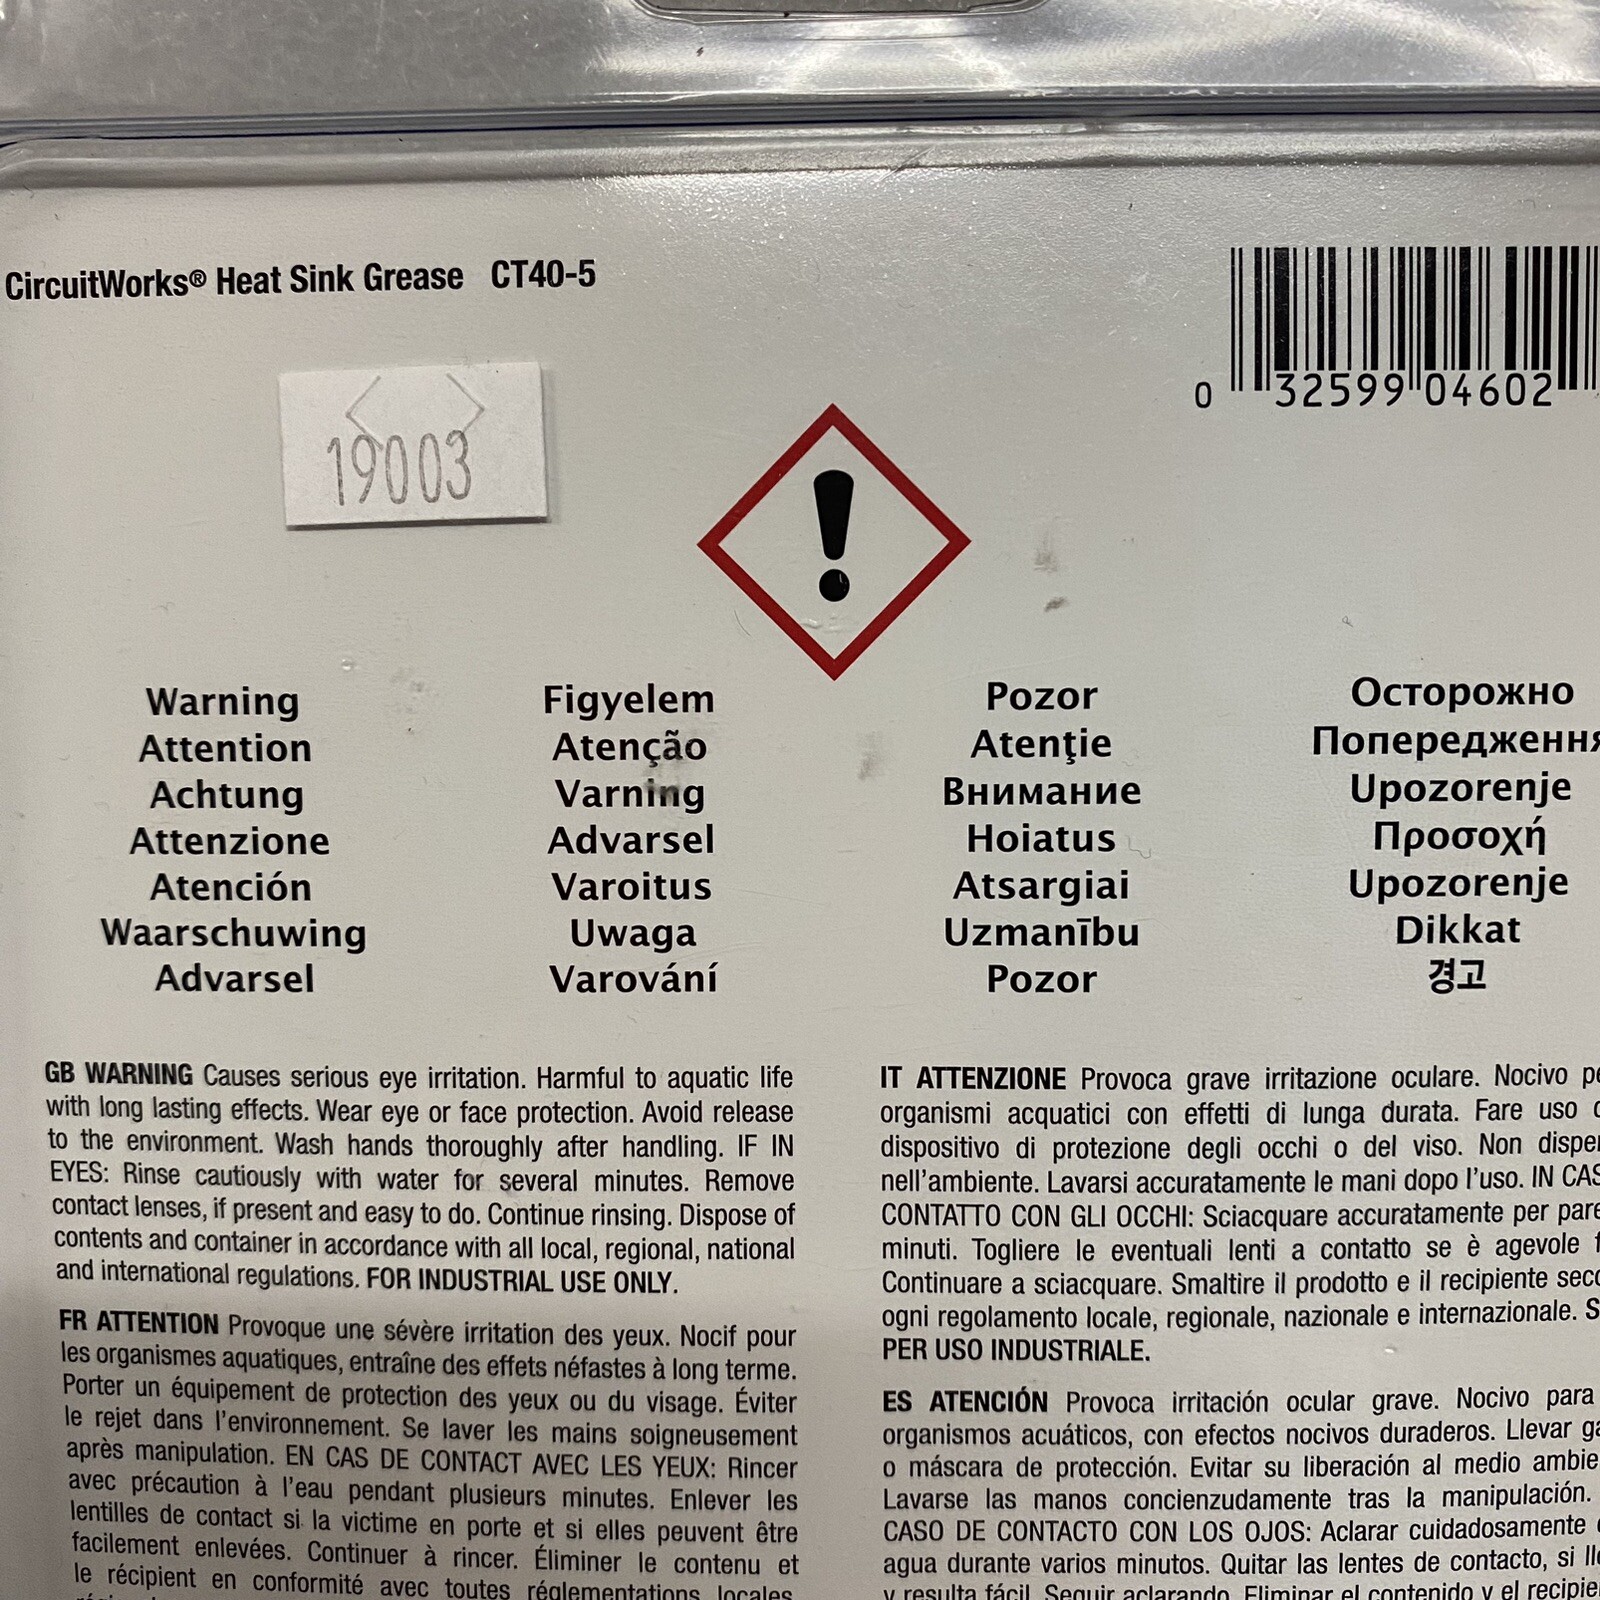 CircuitWorks® Heat Sink Grease CT40-5
0 32599 04602
19003
!
Warning
Attention
Achtung
Attenzione
Atención
Waarschuwing
Advarsel
Figyelem
Atenção
Varning
Advarsel
Varoitus
Uwaga
Varování
Pozor
Atenţie
Внимание
Hoiatus
Atsargiai
Uzmanību
Pozor
Осторожно
Попередження
Upozorenje
Προσοχή
Upozorenje
Dikkat
경고
GB WARNING Causes serious eye irritation. Harmful to aquatic life
with long lasting effects. Wear eye or face protection. Avoid release
to the environment. Wash hands thoroughly after handling. IF IN
EYES: Rinse cautiously with water for several minutes. Remove
contact lenses, if present and easy to do. Continue rinsing. Dispose of
contents and container in accordance with all local, regional, national
and international regulations. FOR INDUSTRIAL USE ONLY.
FR ATTENTION Provoque une sévère irritation des yeux. Nocif pour
les organismes aquatiques, entraîne des effets néfastes à long terme.
Porter un équipement de protection des yeux ou du visage. Éviter
le rejet dans l'environnement. Se laver les mains soigneusement
après manipulation. EN CAS DE CONTACT AVEC LES YEUX: Rincer
avec précaution à l'eau pendant plusieurs minutes. Enlever les
lentilles de contact si la victime en porte et si elles peuvent être
facilement enlevées. Continuer à rincer. Éliminer le contenu et
le récipient en conformité avec toutes réglementations locales,
IT ATTENZIONE Provoca grave irritazione oculare. Nocivo
organismi acquatici con effetti di lunga durata. Fare uso
dispositivo di protezione degli occhi o del viso. Non
nell'ambiente. Lavarsi accuratamente le mani dopo l'uso. IN
CONTATTO CON GLI OCCHI: Sciacquare accuratamente per
minuti. Togliere le eventuali lenti a contatto se è agevole
Continuare a sciacquare. Smaltire il prodotto e il recipiente
ogni regolamento locale, regionale, nazionale e internazionale.
PER USO INDUSTRIALE.
ES ATENCIÓN Provoca irritación ocular grave. Nocivo para
organismos acuáticos, con efectos nocivos duraderos. Llevar
o máscara de protección. Evitar su liberación al medio
Lavarse las manos concienzudamente tras la manipulación.
CASO DE CONTACTO CON LOS OJOS: Aclarar cuidadosamente
agua durante varios minutos. Quitar las lentes de contacto, si
y resulta fácil. Seguir aclarando. Eliminar el contenido y el